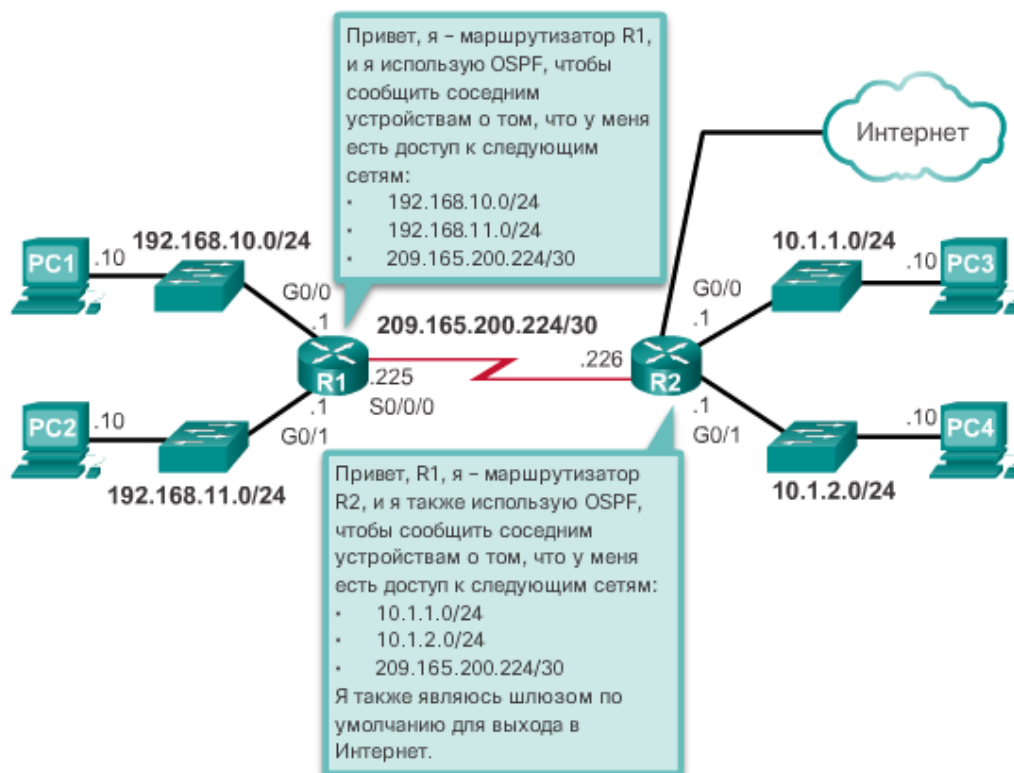 Привет, я – маршрутизатор R1,
и я использую OSPF, чтобы
сообщить соседним
устройствам о том, что у меня
есть доступ к следующим
сетям:
· 192.168.10.0/24
· 192.168.11.0/24
· 209.165.200.224/30
Интернет
192.168.10.0/24
PC1
.10
G0/0
.1
209.165.200.224/30
R1
.225
S0/0/0
.226
R2
10.1.1.0/24
.10
PC3
G0/0
.1
PC2
.10
.1
G0/1
192.168.11.0/24
.1
G0/1
.10
PC4
10.1.2.0/24
Привет, R1, я – маршрутизатор
R2, и я также использую OSPF,
чтобы сообщить соседним
устройствам о том, что у меня
есть доступ к следующим сетям:
· 10.1.1.0/24
· 10.1.2.0/24
· 209.165.200.224/30
Я также являюсь шлюзом по
умолчанию для выхода в
Интернет.